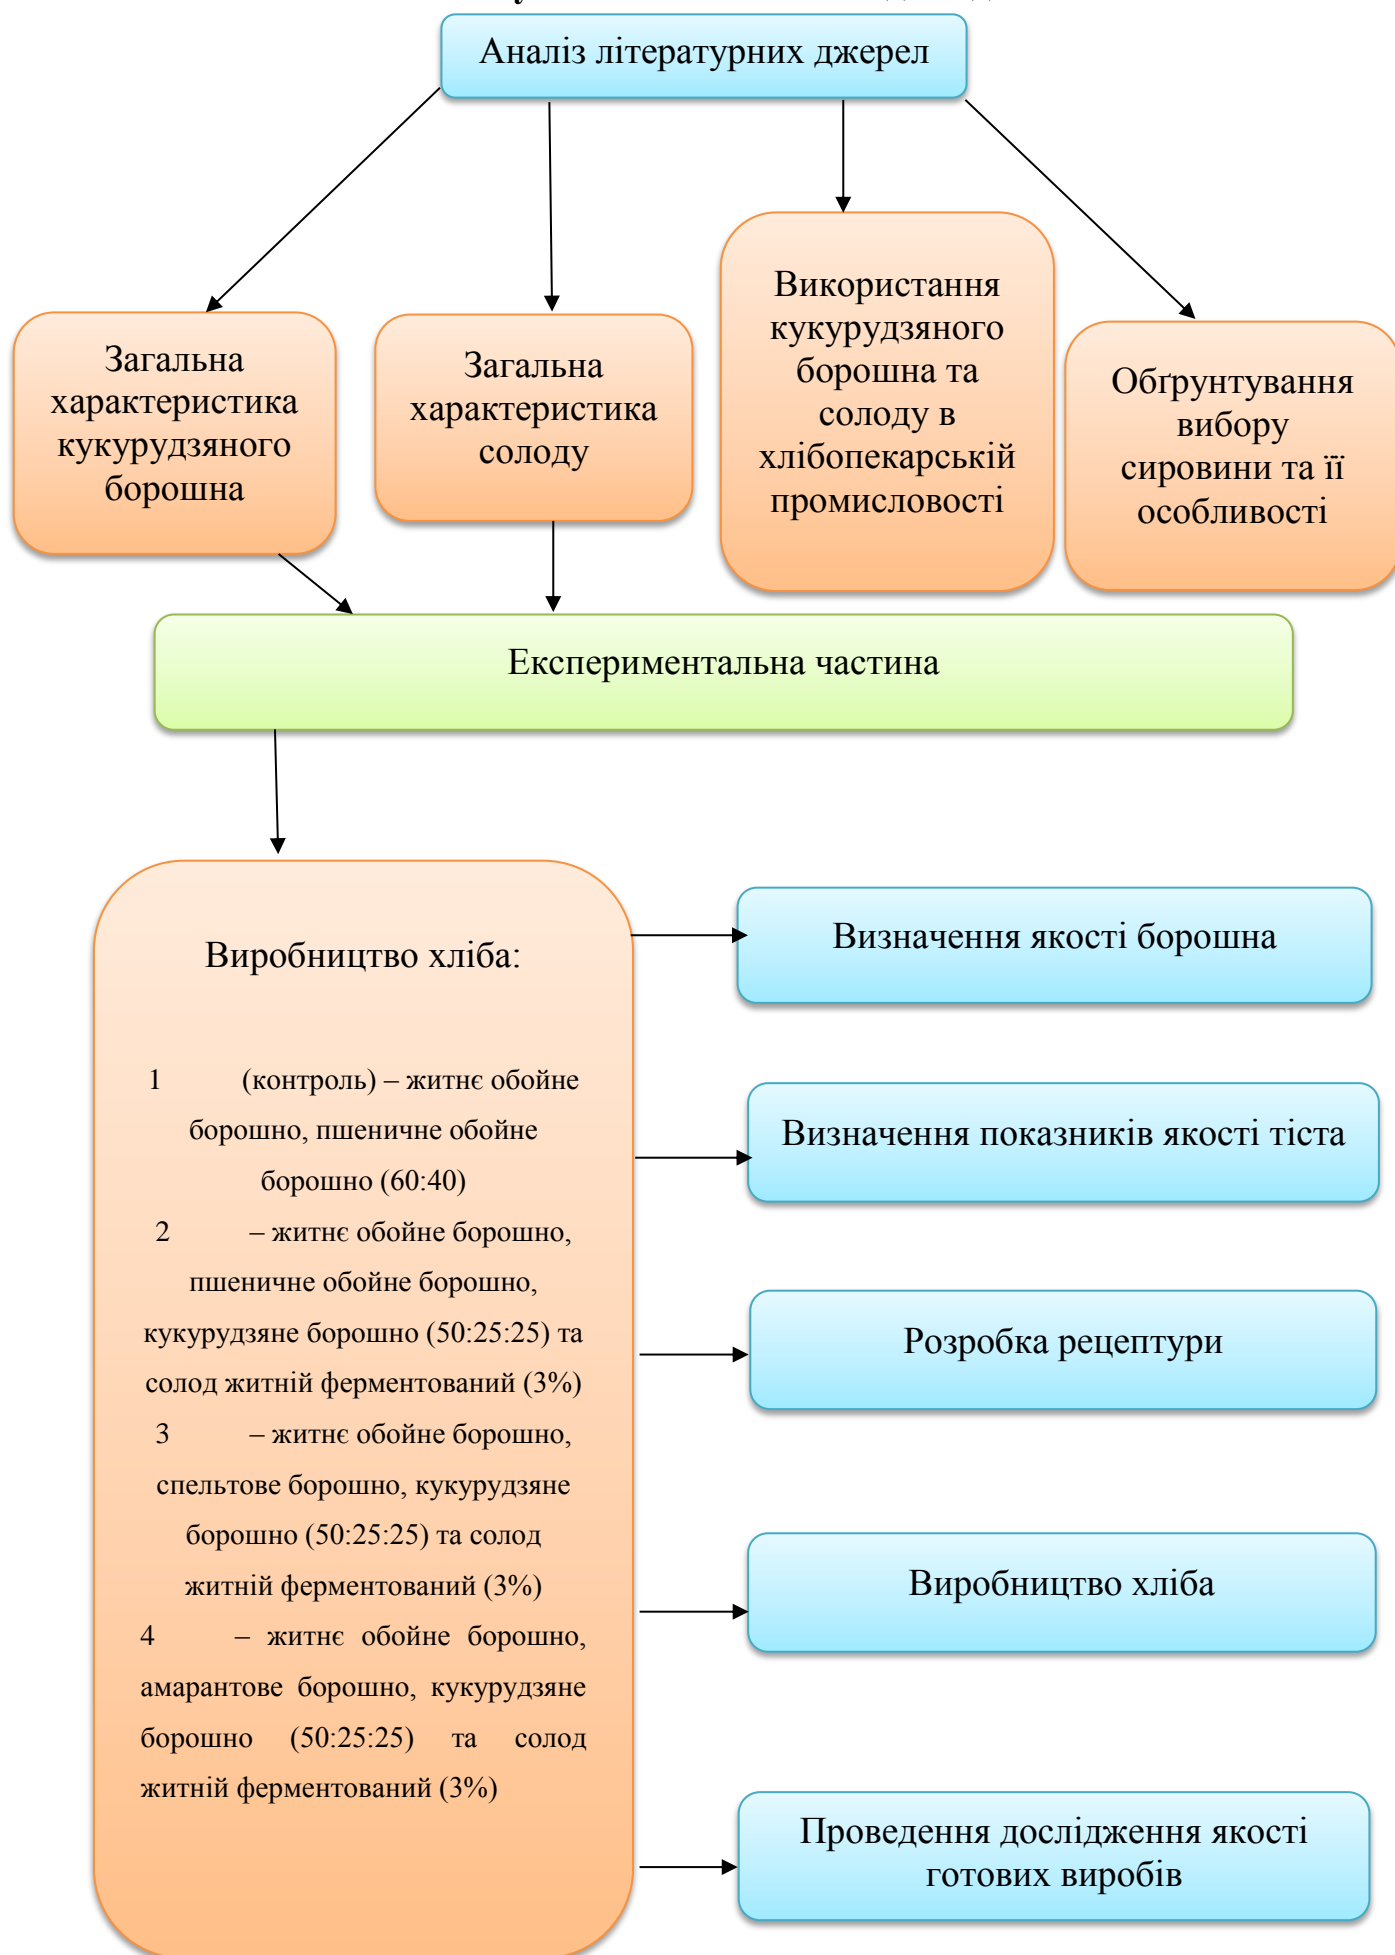 Аналіз літературних джерел
Загальна
характеристика
кукурудзяного
борошна
Загальна
характеристика
солоду
Використання
кукурудзяного
борошна та
солоду в
хлібопекарській
промисловості
Обґрунтування
вибору
сировини та її
особливості
Експериментальна частина
Виробництво хліба:
1 (контроль) – житнє обойне
борошно, пшеничне обойне
борошно (60:40)
2 – житнє обойне борошно,
пшеничне обойне борошно,
кукурудзяне борошно (50:25:25) та
солод житній ферментований (3%)
3 – житнє обойне борошно,
спельтове борошно, кукурудзяне
борошно (50:25:25) та солод
житній ферментований (3%)
4 – житнє обойне борошно,
амарантове борошно, кукурудзяне
борошно (50:25:25) та солод
житній ферментований (3%)
Визначення якості борошна
Визначення показників якості тіста
Розробка рецептури
Виробництво хліба
Проведення дослідження якості
готових виробів